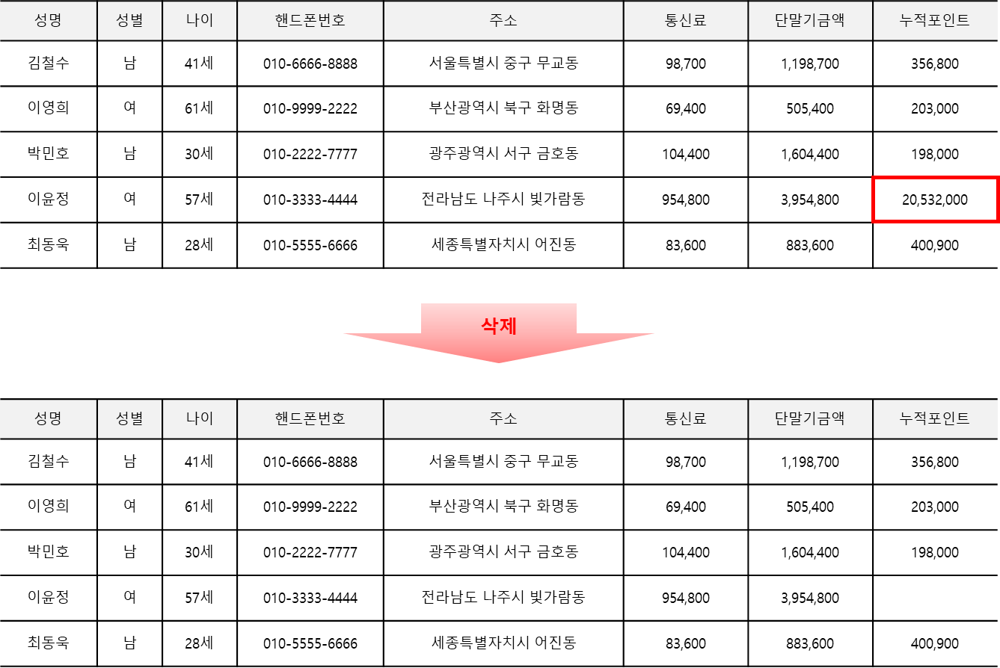 성명 성별 나이 핸드폰번호 주소 통신료 단말기금액 누적포인트
김철수 남 41세 010-6666-8888 서울특별시 중구 무교동 98,700 1,198,700 356,800
이영희 여 61세 010-9999-2222 부산광역시 북구 화명동 69,400 505,400 203,000
박민호 남 30세 010-2222-7777 광주광역시 서구 금호동 104,400 1,604,400 198,000
이윤정 여 57세 010-3333-4444 전라남도 나주시 빛가람동 954,800 3,954,800 20,532,000
최동욱 남 28세 010-5555-6666 세종특별자치시 어진동 83,600 883,600 400,900
삭제
성명 성별 나이 핸드폰번호 주소 통신료 단말기금액 누적포인트
김철수 남 41세 010-6666-8888 서울특별시 중구 무교동 98,700 1,198,700 356,800
이영희 여 61세 010-9999-2222 부산광역시 북구 화명동 69,400 505,400 203,000
박민호 남 30세 010-2222-7777 광주광역시 서구 금호동 104,400 1,604,400 198,000
이윤정 여 57세 010-3333-4444 전라남도 나주시 빛가람동 954,800 3,954,800
최동욱 남 28세 010-5555-6666 세종특별자치시 어진동 83,600 883,600 400,900